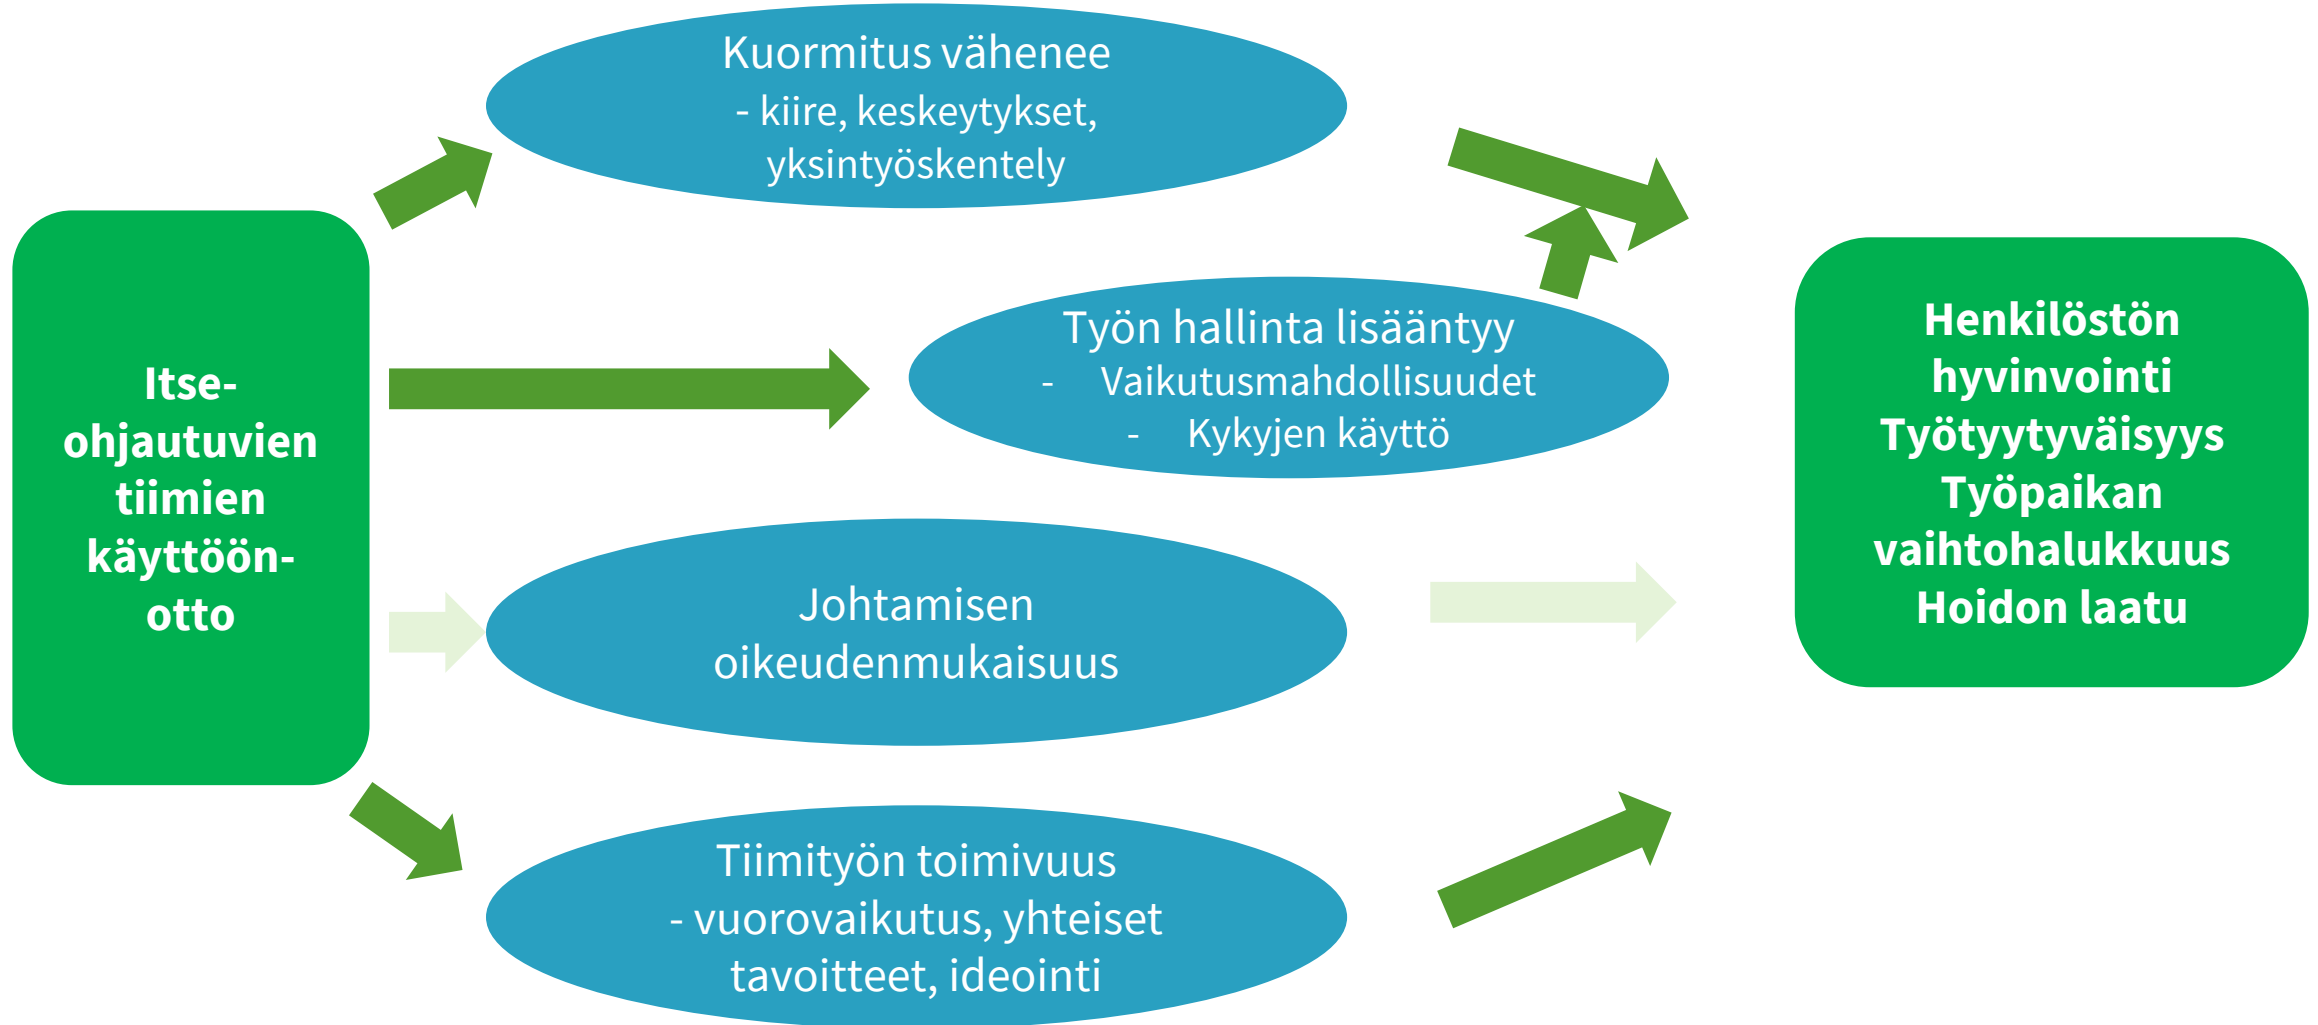 Kuormitus vähenee
- kiire, keskeytykset,
yksintyöskentely
Itse-
ohjautuvien
tiimien
käyttöön-
otto
Työn hallinta lisääntyy
- Vaikutusmahdollisuudet
- Kykyjen käyttö
Johtamisen
oikeudenmukaisuus
Tiimityön toimivuus
- vuorovaikutus, yhteiset
tavoitteet, ideointi
Henkilöstön
hyvinvointi
Työtyytyväisyys
Työpaikan
vaihtohalukkuus
Hoidon laatu